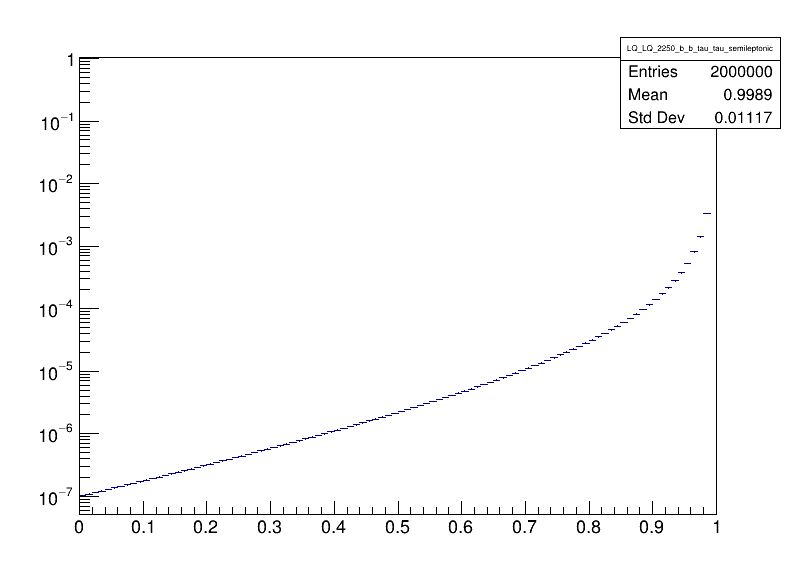 LQ_LQ_2250_b_b_tau_tau_semileptonic
Entries 2000000
Mean 0.9989
Std Dev 0.01117
1
10⁻¹
10⁻²
10⁻³
10⁻⁴
10⁻⁵
10⁻⁶
10⁻⁷
0 0.1 0.2 0.3 0.4 0.5 0.6 0.7 0.8 0.9 1